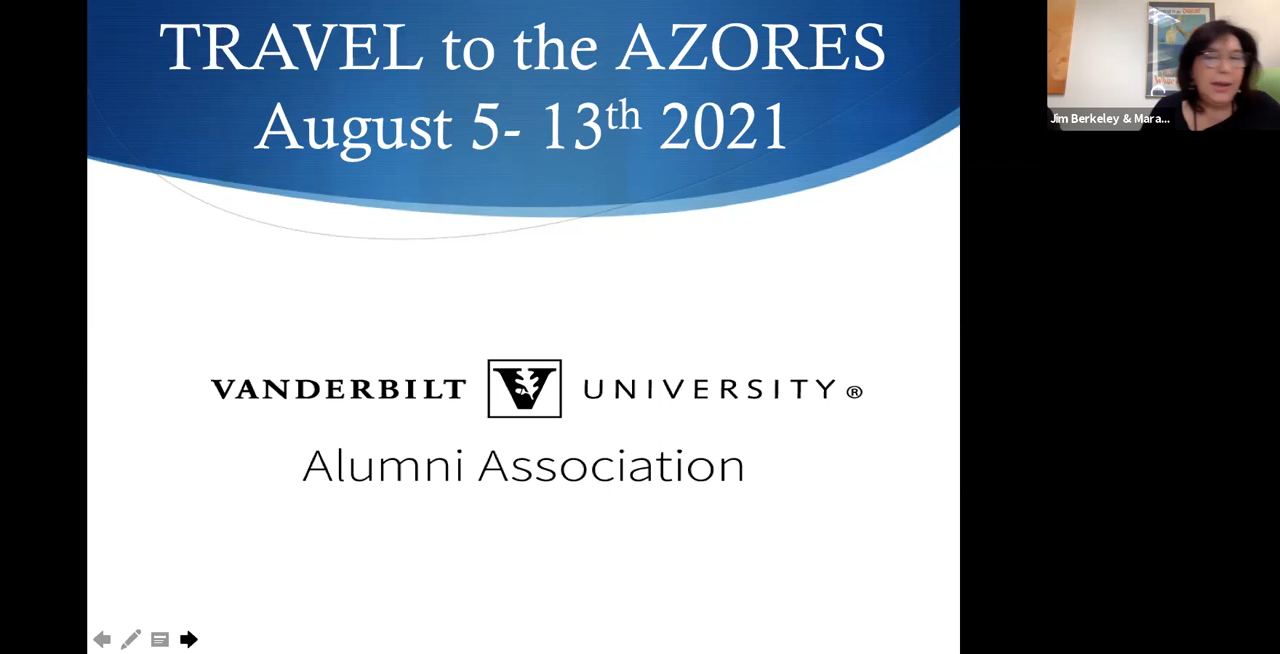 TRAVEL to the AZORES
August 5- 13th 2021
VANDERBILT V UNIVERSITY®
Alumni Association
Jim Berkeley & Mara...